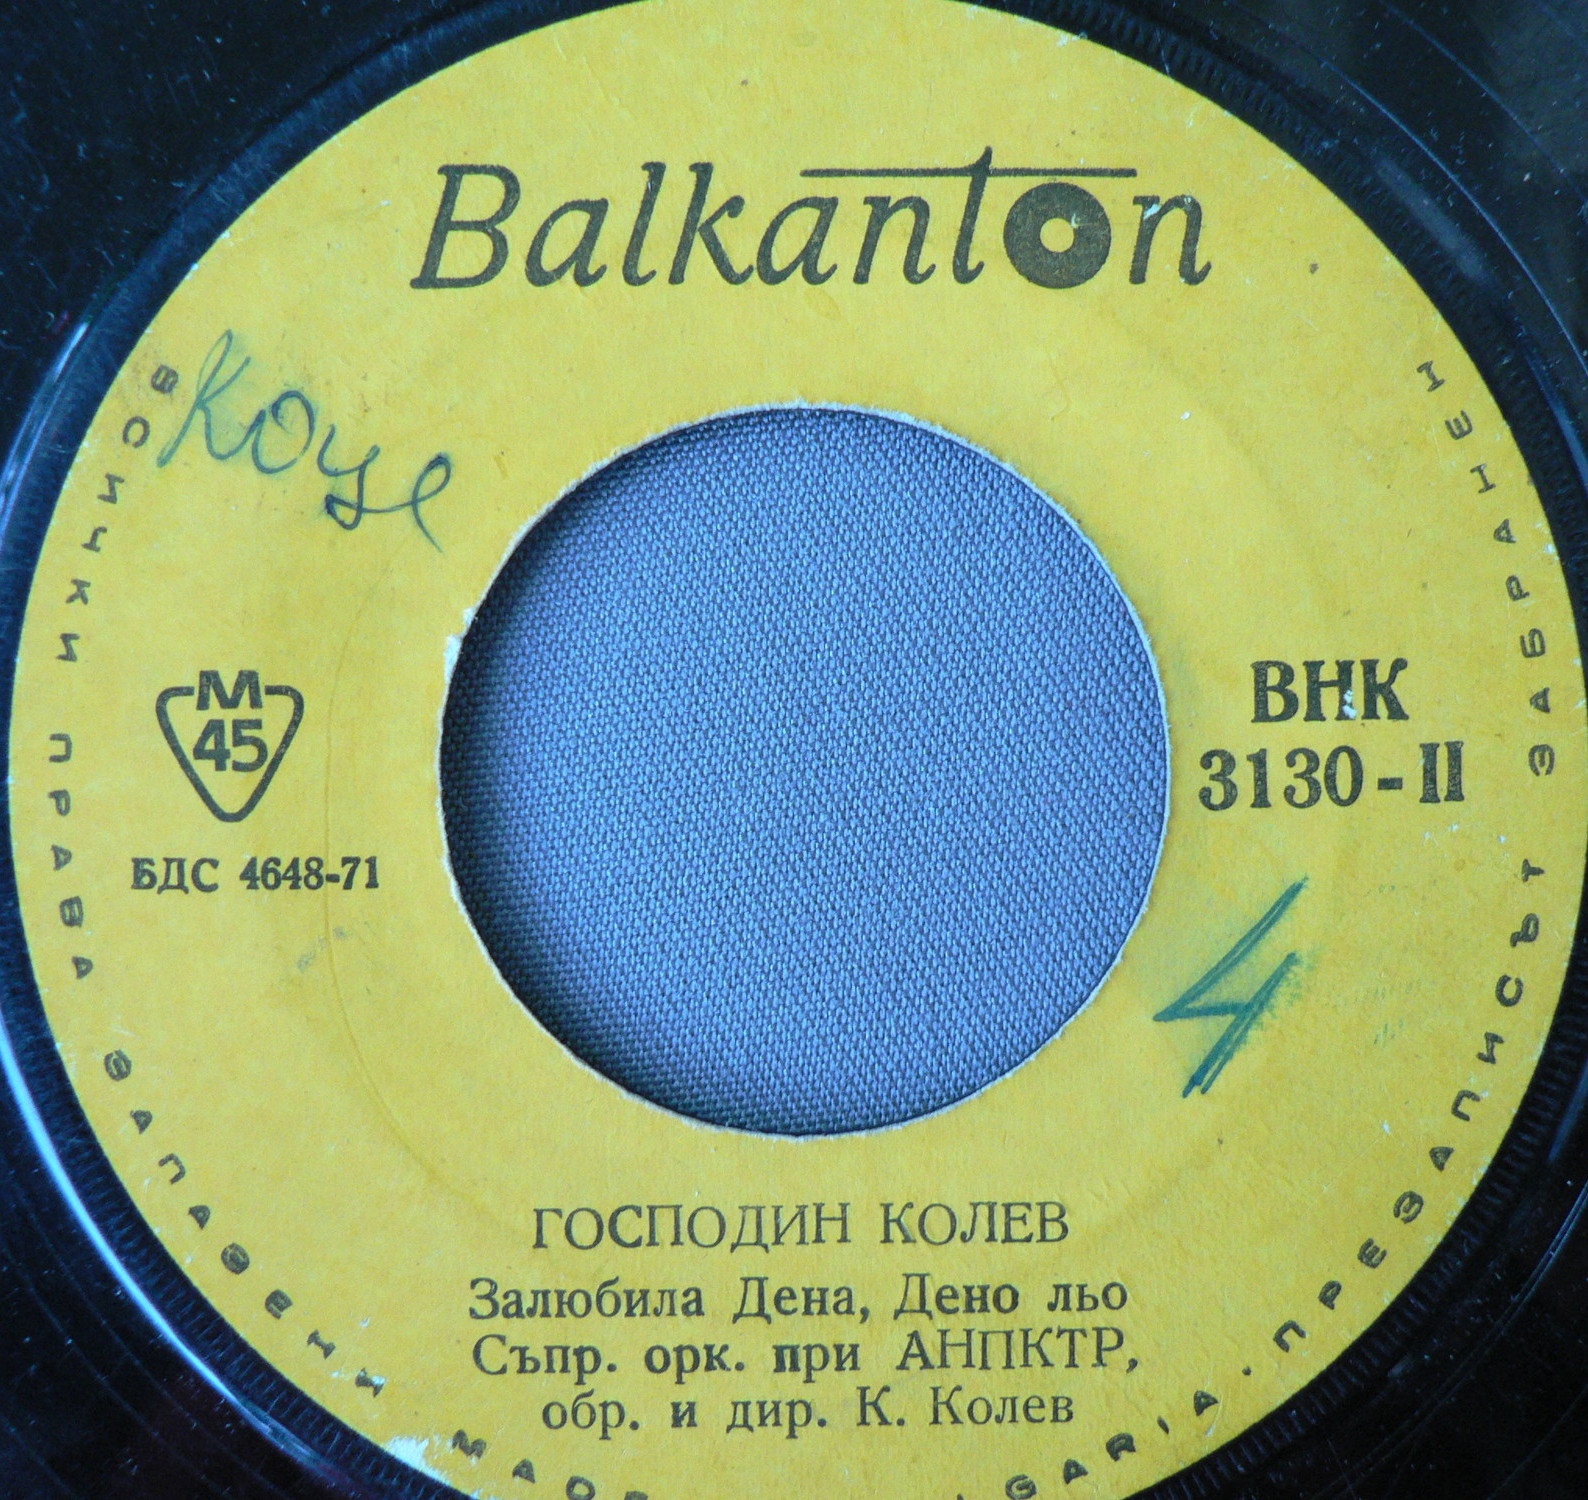 Balkanton
Коце
М
45
БДС 4648-71
ВНК
3130-II
4
ГОСПОДИН КОЛЕВ
Залюбила Дена, Дено льо
Съпр. орк. при АНПКТР,
обр. и дир. К. Колев
ВСИЧКИ ПРАВА ЗАПАЗЕНІ
ПРЕЗАПИСЪТ ЗАБРАНЕН